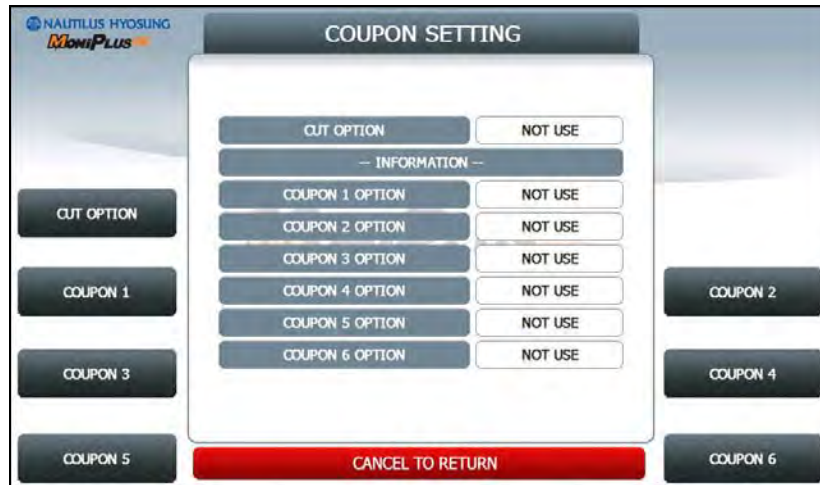 NAUTILUS HYOSUNG
MoniPlus
COUPON SETTING
CUT OPTION NOT USE
-- INFORMATION --
COUPON 1 OPTION NOT USE
COUPON 2 OPTION NOT USE
COUPON 3 OPTION NOT USE
COUPON 4 OPTION NOT USE
COUPON 5 OPTION NOT USE
COUPON 6 OPTION NOT USE
CUT OPTION
COUPON 1
COUPON 2
COUPON 3
COUPON 4
COUPON 5
CANCEL TO RETURN
COUPON 6